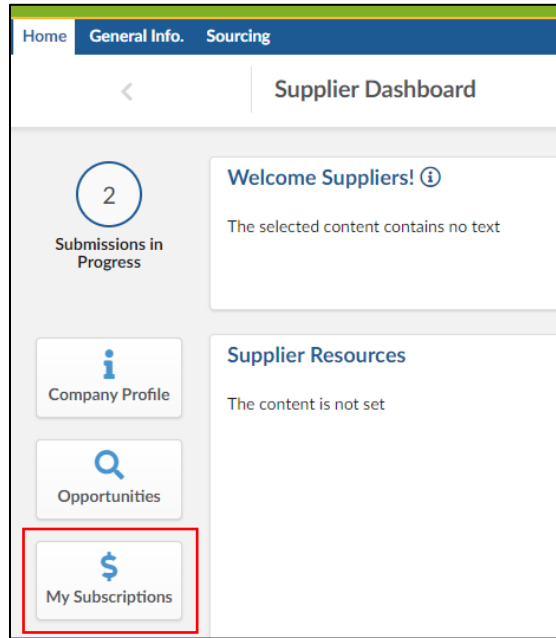 Home General Info. Sourcing
Supplier Dashboard
2
Submissions in
Progress
Welcome Suppliers!
The selected content contains no text
Company Profile
Opportunities
My Subscriptions
Supplier Resources
The content is not set